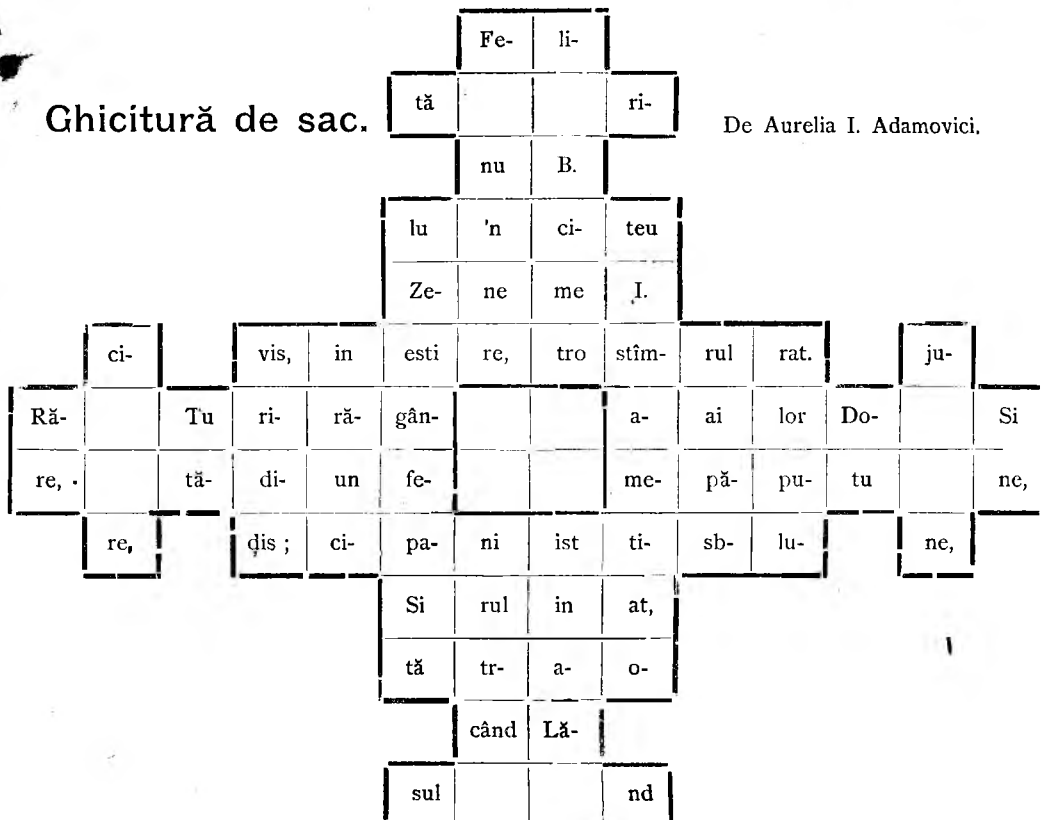 Fe- li-
Ghicitură de sac.
tă ri-
De Aurelia I. Adamovici.
nu B.
lu 'n ci- teu
Ze- ne me I.
ci- vis, in esti re, tro stîm- rul rat. ju-
Ră- Tu ri- ră- gân- a- ai lor Do- Si
re, tă- di- un fe- me- pă- pu- tu ne,
re, dis ; ci- pa- ni ist ti- sb- lu- ne,
Si rul in at,
tă tr- a- o-
când Lă-
sul nd